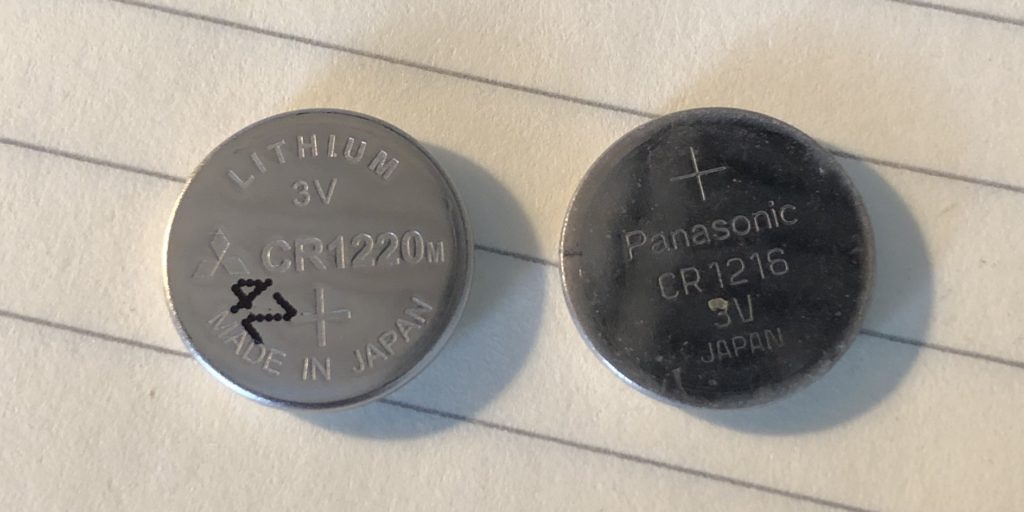 LITHIUM
3V
CR1220M
+
MADE IN JAPAN
+
Panasonic
CR1216
3V
JAPAN